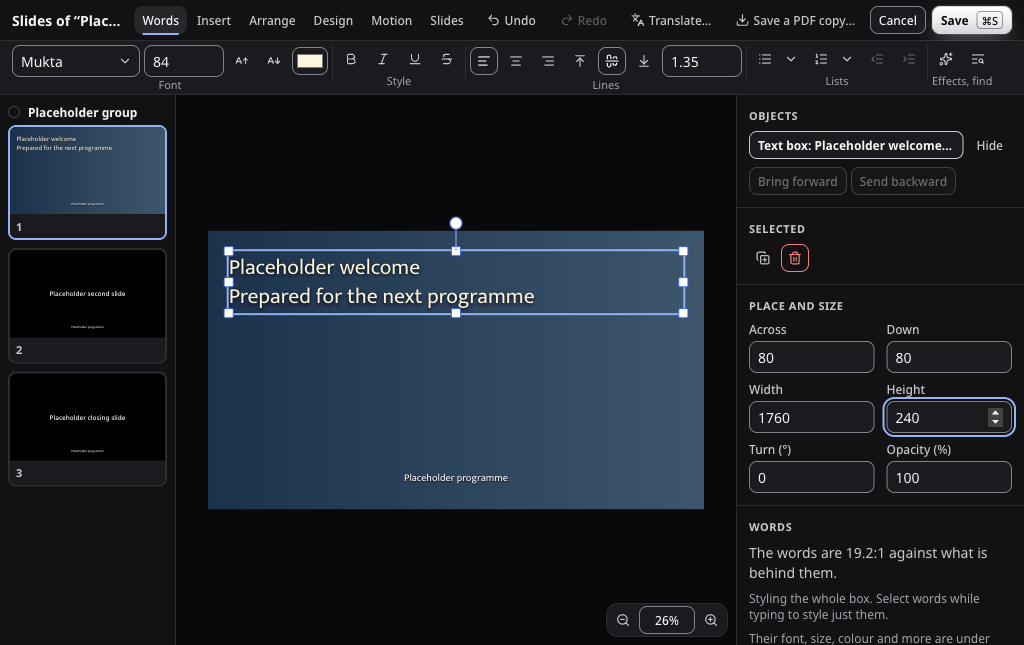 Slides of “Plac...
Words
Insert
Arrange
Design
Motion
Slides
Undo
Redo
Translate...
Save a PDF copy...
Cancel
Save ⌘S
Mukta
84
Font
B I U S
Style
1.35
Lines
Lists
Effects, find
Placeholder group
Placeholder welcome
Prepared for the next programme
Placeholder programme
1
Placeholder second slide
Placeholder programme
2
Placeholder closing slide
Placeholder programme
3
Placeholder welcome
Prepared for the next programme
Placeholder programme
26%
OBJECTS
Text box: Placeholder welcome...
Hide
Bring forward
Send backward
SELECTED
PLACE AND SIZE
Across
Down
80
80
Width
Height
1760
240
Turn (°)
Opacity (%)
0
100
WORDS
The words are 19.2:1 against what is
behind them.
Styling the whole box. Select words while
typing to style just them.
Their font, size, colour and more are under